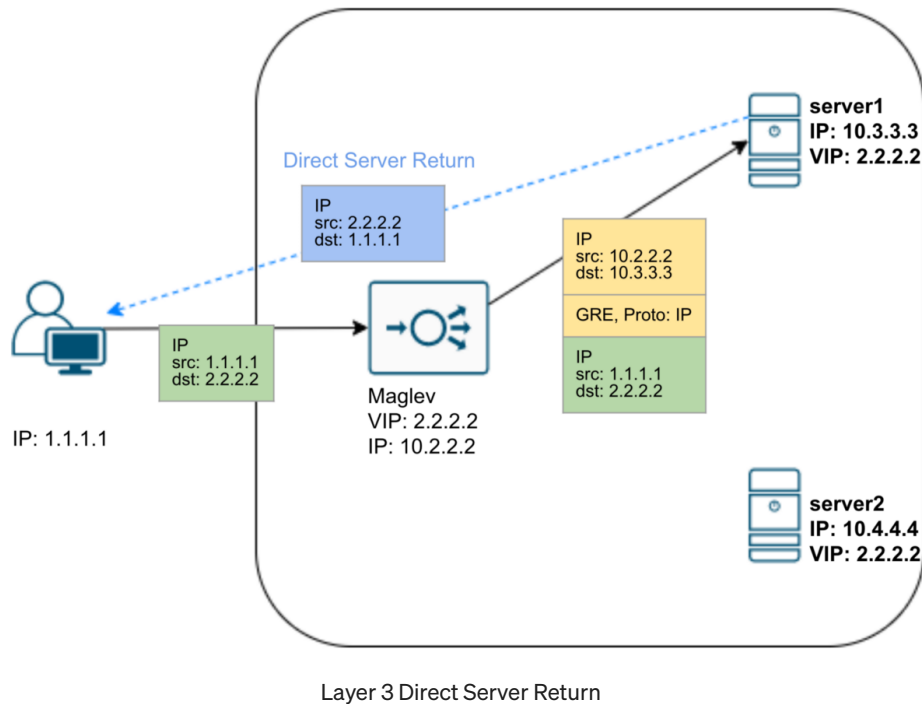 server1
IP: 10.3.3.3
VIP: 2.2.2.2
Direct Server Return
IP
src: 2.2.2.2
dst: 1.1.1.1
IP
src: 10.2.2.2
dst: 10.3.3.3
GRE, Proto: IP
IP
src: 1.1.1.1
dst: 2.2.2.2
IP
src: 1.1.1.1
dst: 2.2.2.2
Maglev
VIP: 2.2.2.2
IP: 10.2.2.2
IP: 1.1.1.1
server2
IP: 10.4.4.4
VIP: 2.2.2.2
Layer 3 Direct Server Return